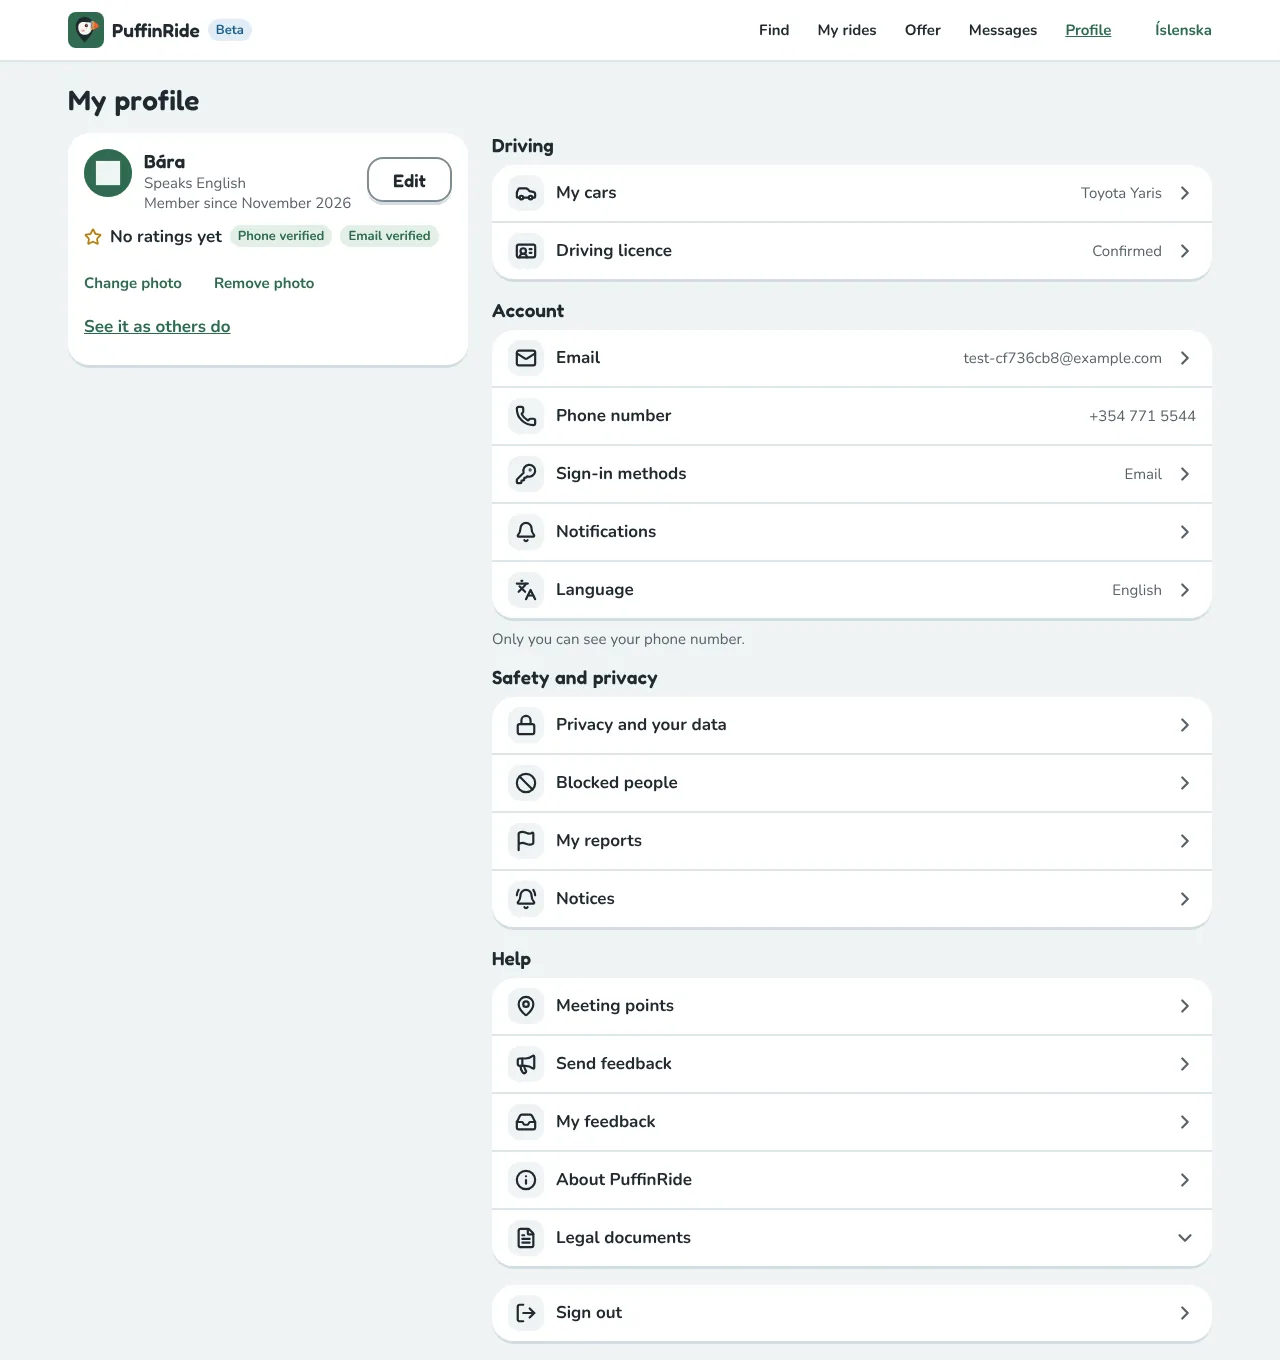 PuffinRide Beta
Find My rides Offer Messages Profile Íslenska
My profile
Bára
Speaks English
Member since November 2026
Edit
No ratings yet Phone verified Email verified
Change photo Remove photo
See it as others do
Driving
My cars Toyota Yaris
Driving licence Confirmed
Account
Email test-cf736cb8@example.com
Phone number +354 771 5544
Sign-in methods Email
Notifications
Language English
Only you can see your phone number.
Safety and privacy
Privacy and your data
Blocked people
My reports
Notices
Help
Meeting points
Send feedback
My feedback
About PuffinRide
Legal documents
Sign out